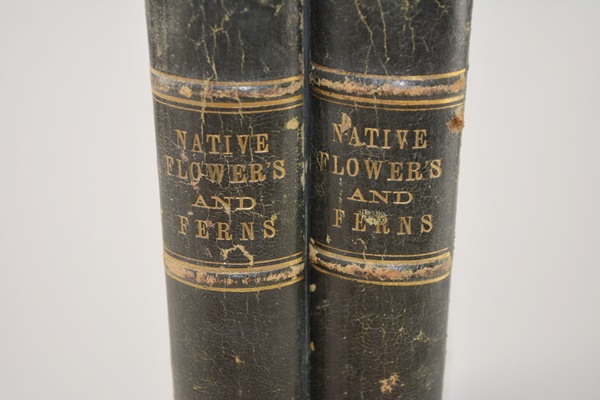 NATIVE
FLOWER'S
AND
FERNS
NATIVE
FLOWER'S
AND
FERNS